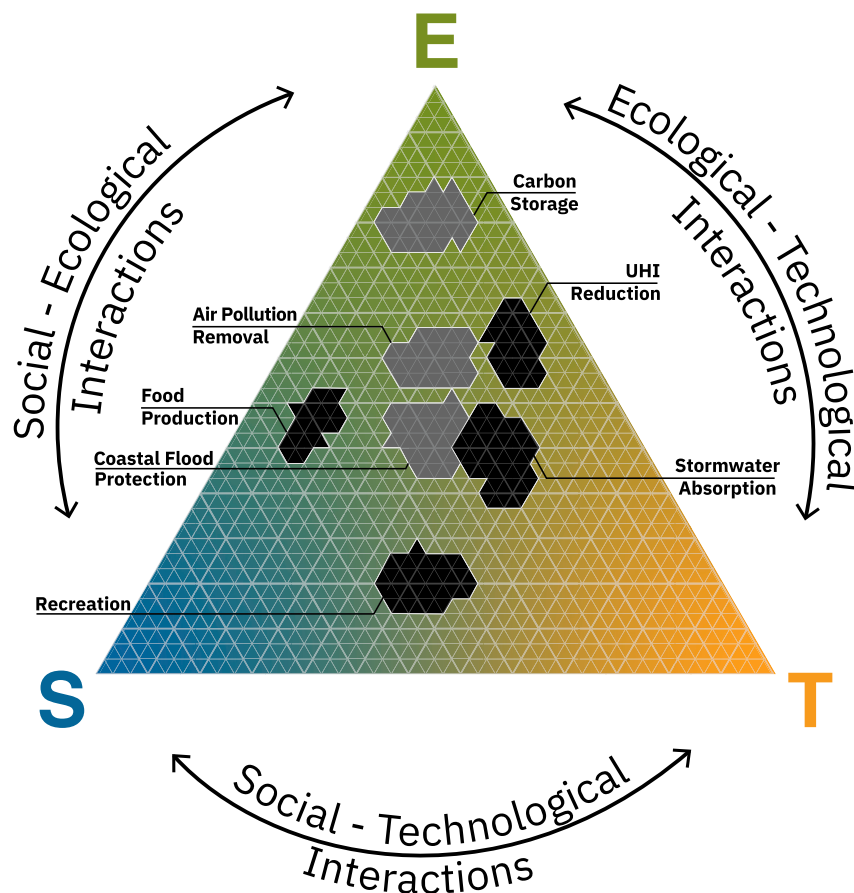 E
Social - Ecological
Interactions
Ecological - Technological
Interactions
Carbon
Storage
UHI
Reduction
Air Pollution
Removal
Food
Production
Coastal Flood
Protection
Stormwater
Absorption
Recreation
S
T
Social - Technological
Interactions